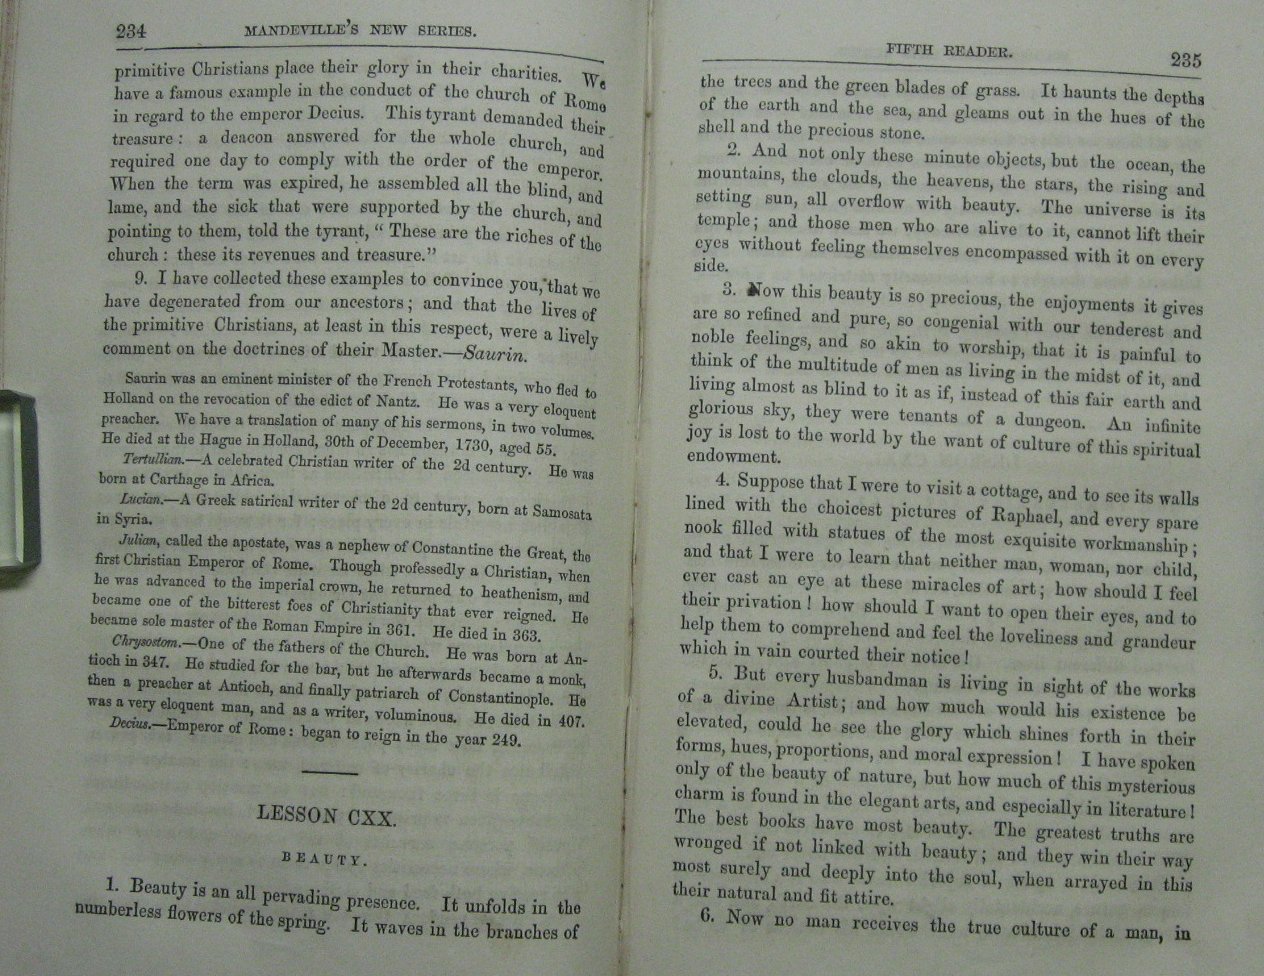 234 MANDEVILLE'S NEW SERIES.
primitive Christians place their glory in their charities. We
have a famous example in the conduct of the church of Rome
in regard to the emperor Decius. This tyrant demanded their
treasure: a deacon answered for the whole church, and
required one day to comply with the order of the emperor.
When the term was expired, he assembled all the blind, and
lame, and the sick that were supported by the church, and
pointing to them, told the tyrant, "These are the riches of the
church: these its revenues and treasure."
9. I have collected these examples to convince you, that we
have degenerated from our ancestors; and that the lives of
the primitive Christians, at least in this respect, were a lively
comment on the doctrines of their Master.—Saurin.
Saurin was an eminent minister of the French Protestants, who fled to
Holland on the revocation of the edict of Nantz. He was a very eloquent
preacher. We have a translation of many of his sermons, in two volumes.
He died at the Hague in Holland, 30th of December, 1730, aged 55.
Tertullian.—A celebrated Christian writer of the 2d century. He was
born at Carthage in Africa.
Lucian.—A Greek satirical writer of the 2d century, born at Samosata
in Syria.
Julian, called the apostate, was a nephew of Constantine the Great, the
first Christian Emperor of Rome. Though professedly a Christian, when
he was advanced to the imperial crown, he returned to heathenism, and
became one of the bitterest foes of Christianity that ever reigned. He
became sole master of the Roman Empire in 361. He died in 363.
Chrysostom.—One of the fathers of the Church. He was born at An-
tioch in 347. He studied for the bar, but he afterwards became a monk,
then a preacher at Antioch, and finally patriarch of Constantinople. He
was a very eloquent man, and as a writer, voluminous. He died in 407.
Decius.—Emperor of Rome: began to reign in the year 249.
LESSON CXX.
BEAUTY.
1. Beauty is an all pervading presence. It unfolds in the
numberless flowers of the spring. It waves in the branches of
FIFTH READER. 235
the trees and the green blades of grass. It haunts the depths
of the earth and the sea, and gleams out in the hues of the
shell and the precious stone.
2. And not only these minute objects, but the ocean, the
mountains, the clouds, the heavens, the stars, the rising and
setting sun, all overflow with beauty. The universe is its
temple; and those men who are alive to it, cannot lift their
eyes without feeling themselves encompassed with it on every
side.
3. Now this beauty is so precious, the enjoyments it gives
are so refined and pure, so congenial with our tenderest and
noble feelings, and so akin to worship, that it is painful to
think of the multitude of men as living in the midst of it, and
living almost as blind to it as if, instead of this fair earth and
glorious sky, they were tenants of a dungeon. An infinite
joy is lost to the world by the want of culture of this spiritual
endowment.
4. Suppose that I were to visit a cottage, and to see its walls
lined with the choicest pictures of Raphael, and every spare
nook filled with statues of the most exquisite workmanship;
and that I were to learn that neither man, woman, nor child,
ever cast an eye at these miracles of art; how should I feel
their privation! how should I want to open their eyes, and to
help them to comprehend and feel the loveliness and grandeur
which in vain courted their notice!
5. But every husbandman is living in sight of the works
of a divine Artist; and how much would his existence be
elevated, could he see the glory which shines forth in their
forms, hues, proportions, and moral expression! I have spoken
only of the beauty of nature, but how much of this mysterious
charm is found in the elegant arts, and especially in literature!
The best books have most beauty. The greatest truths are
wronged if not linked with beauty; and they win their way
most surely and deeply into the soul, when arrayed in this
their natural and fit attire.
6. Now no man receives the true culture of a man, in